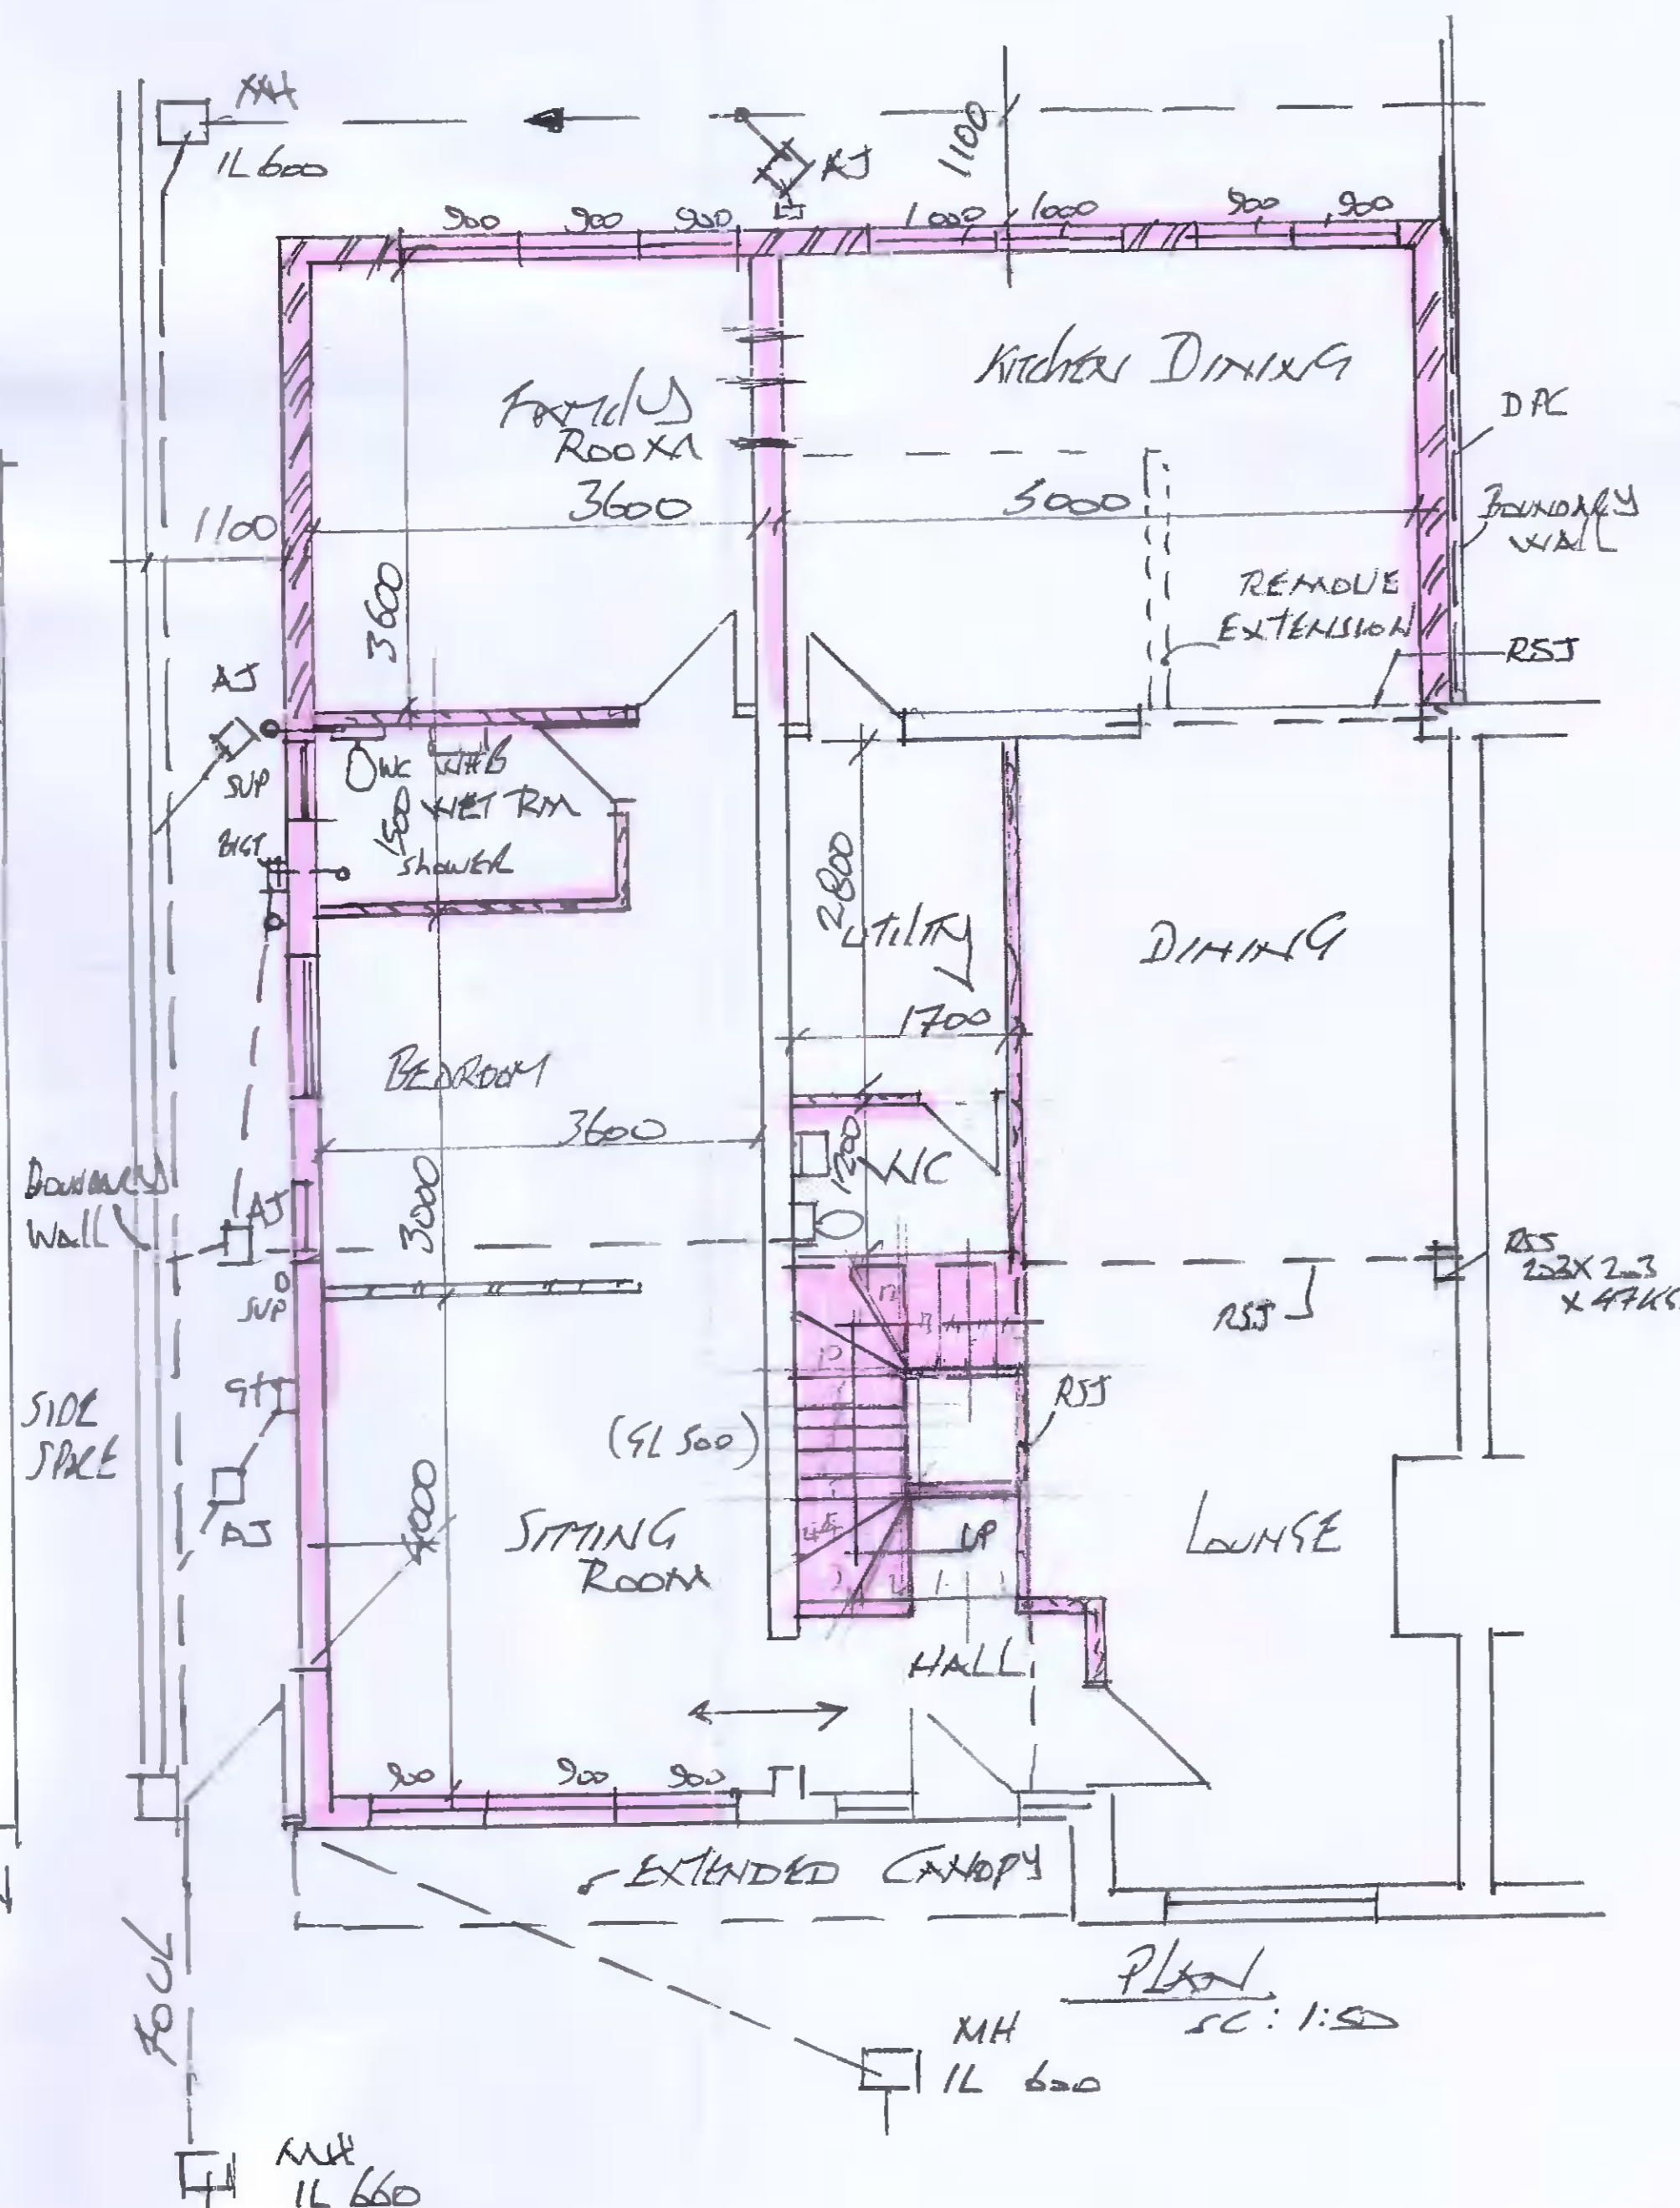 MH
IL 600
AJ
1100
900 900 900
1000 1000
900 900
KITCHEN DINING
FAMILY
ROOM
DPC
3600
5000
BOUNDARY
WALL
1100
3600
REMOVE
EXTENSION
RSJ
AJ
SVP
WC WHB
WET RM
1500
SHOWER
2800
UTILITY
DINING
1700
BEDROOM
3600
1200
WC
BOUNDARY
WALL
AJ
3000
SVP
RSJ
RSJ
203X203
X 47KG
SIDE
SPACE
(GL 500)
RSJ
4000
AJ
SITTING
ROOM
UP
LOUNGE
HALL
900 900 900
EXTENDED CANOPY
FOUL
PLAN
SC: 1:50
MH
IL 600
MH
IL 660